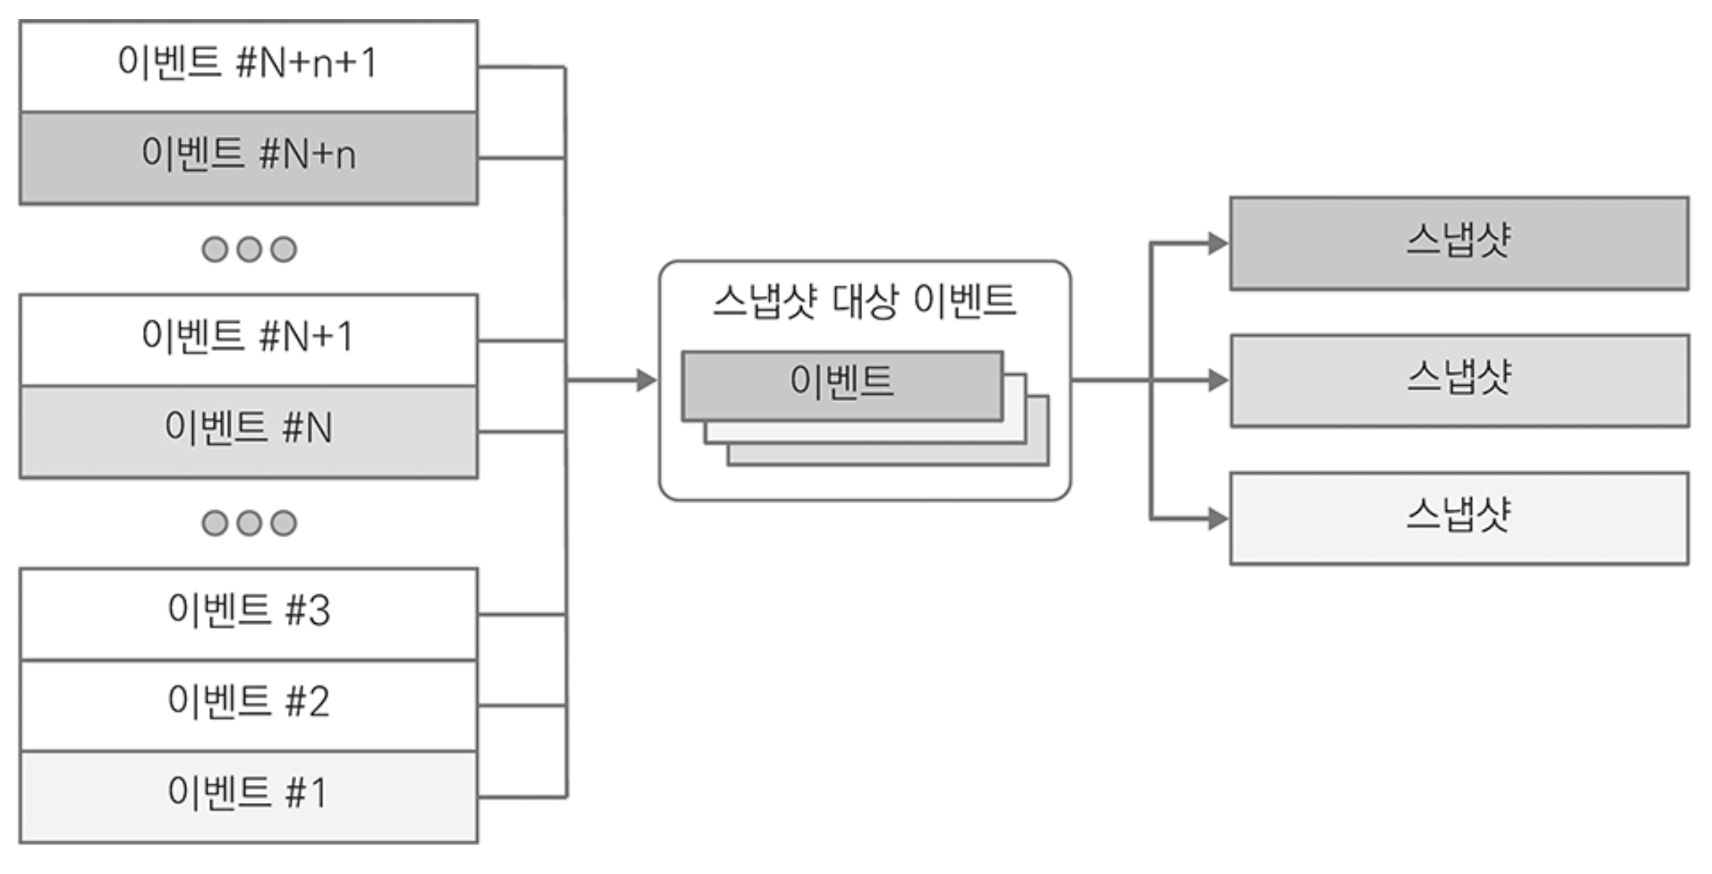 이벤트 #N+n+1
이벤트 #N+n
이벤트 #N+1
이벤트 #N
이벤트 #3
이벤트 #2
이벤트 #1
스냅샷 대상 이벤트
이벤트
스냅샷
스냅샷
스냅샷